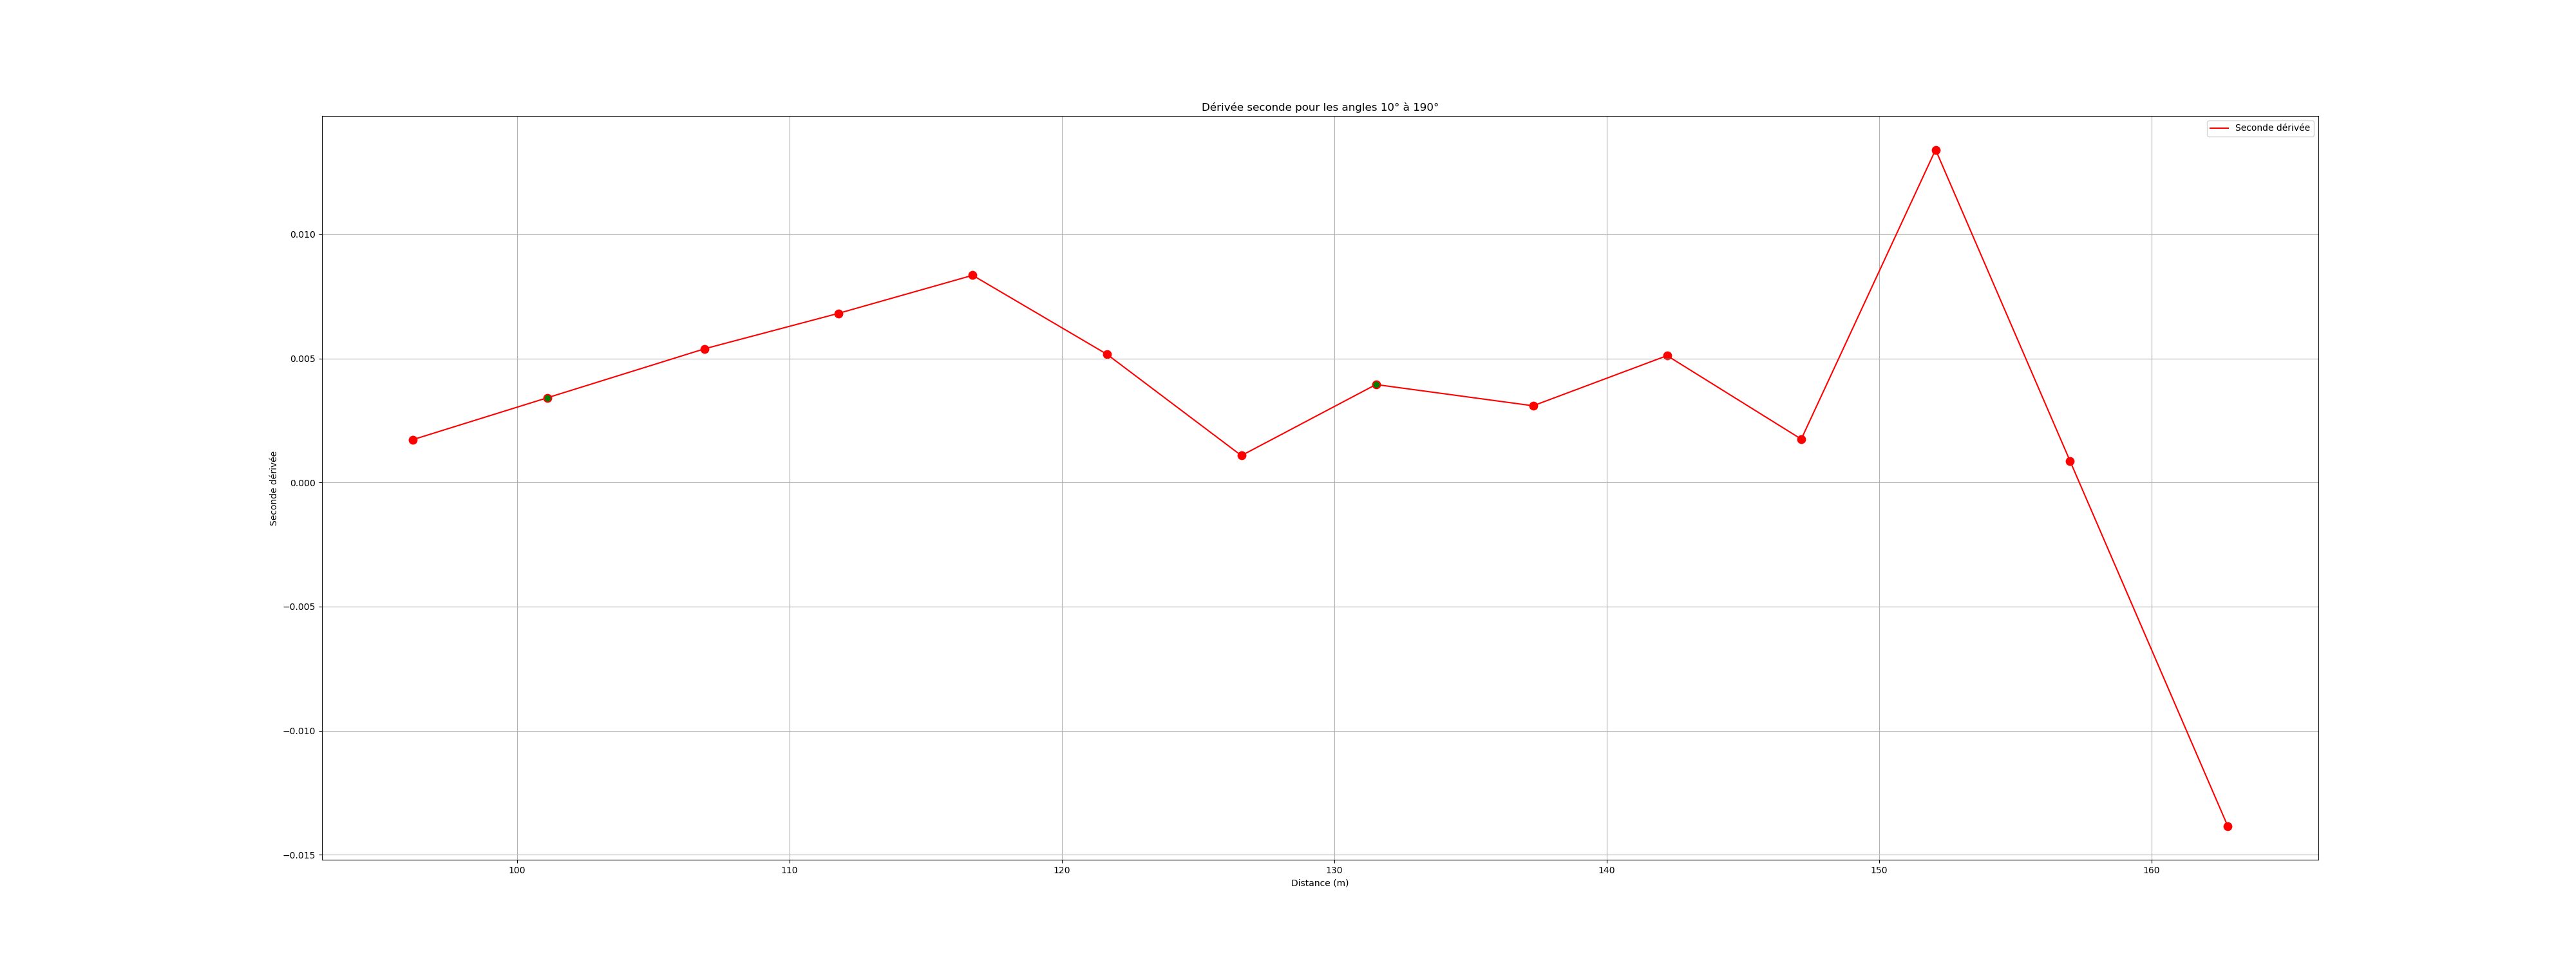 Dérivée seconde pour les angles 10° à 190°
Seconde dérivée
0.010
0.005
0.000
−0.005
−0.010
−0.015
Seconde dérivée
100 110 120 130 140 150 160
Distance (m)